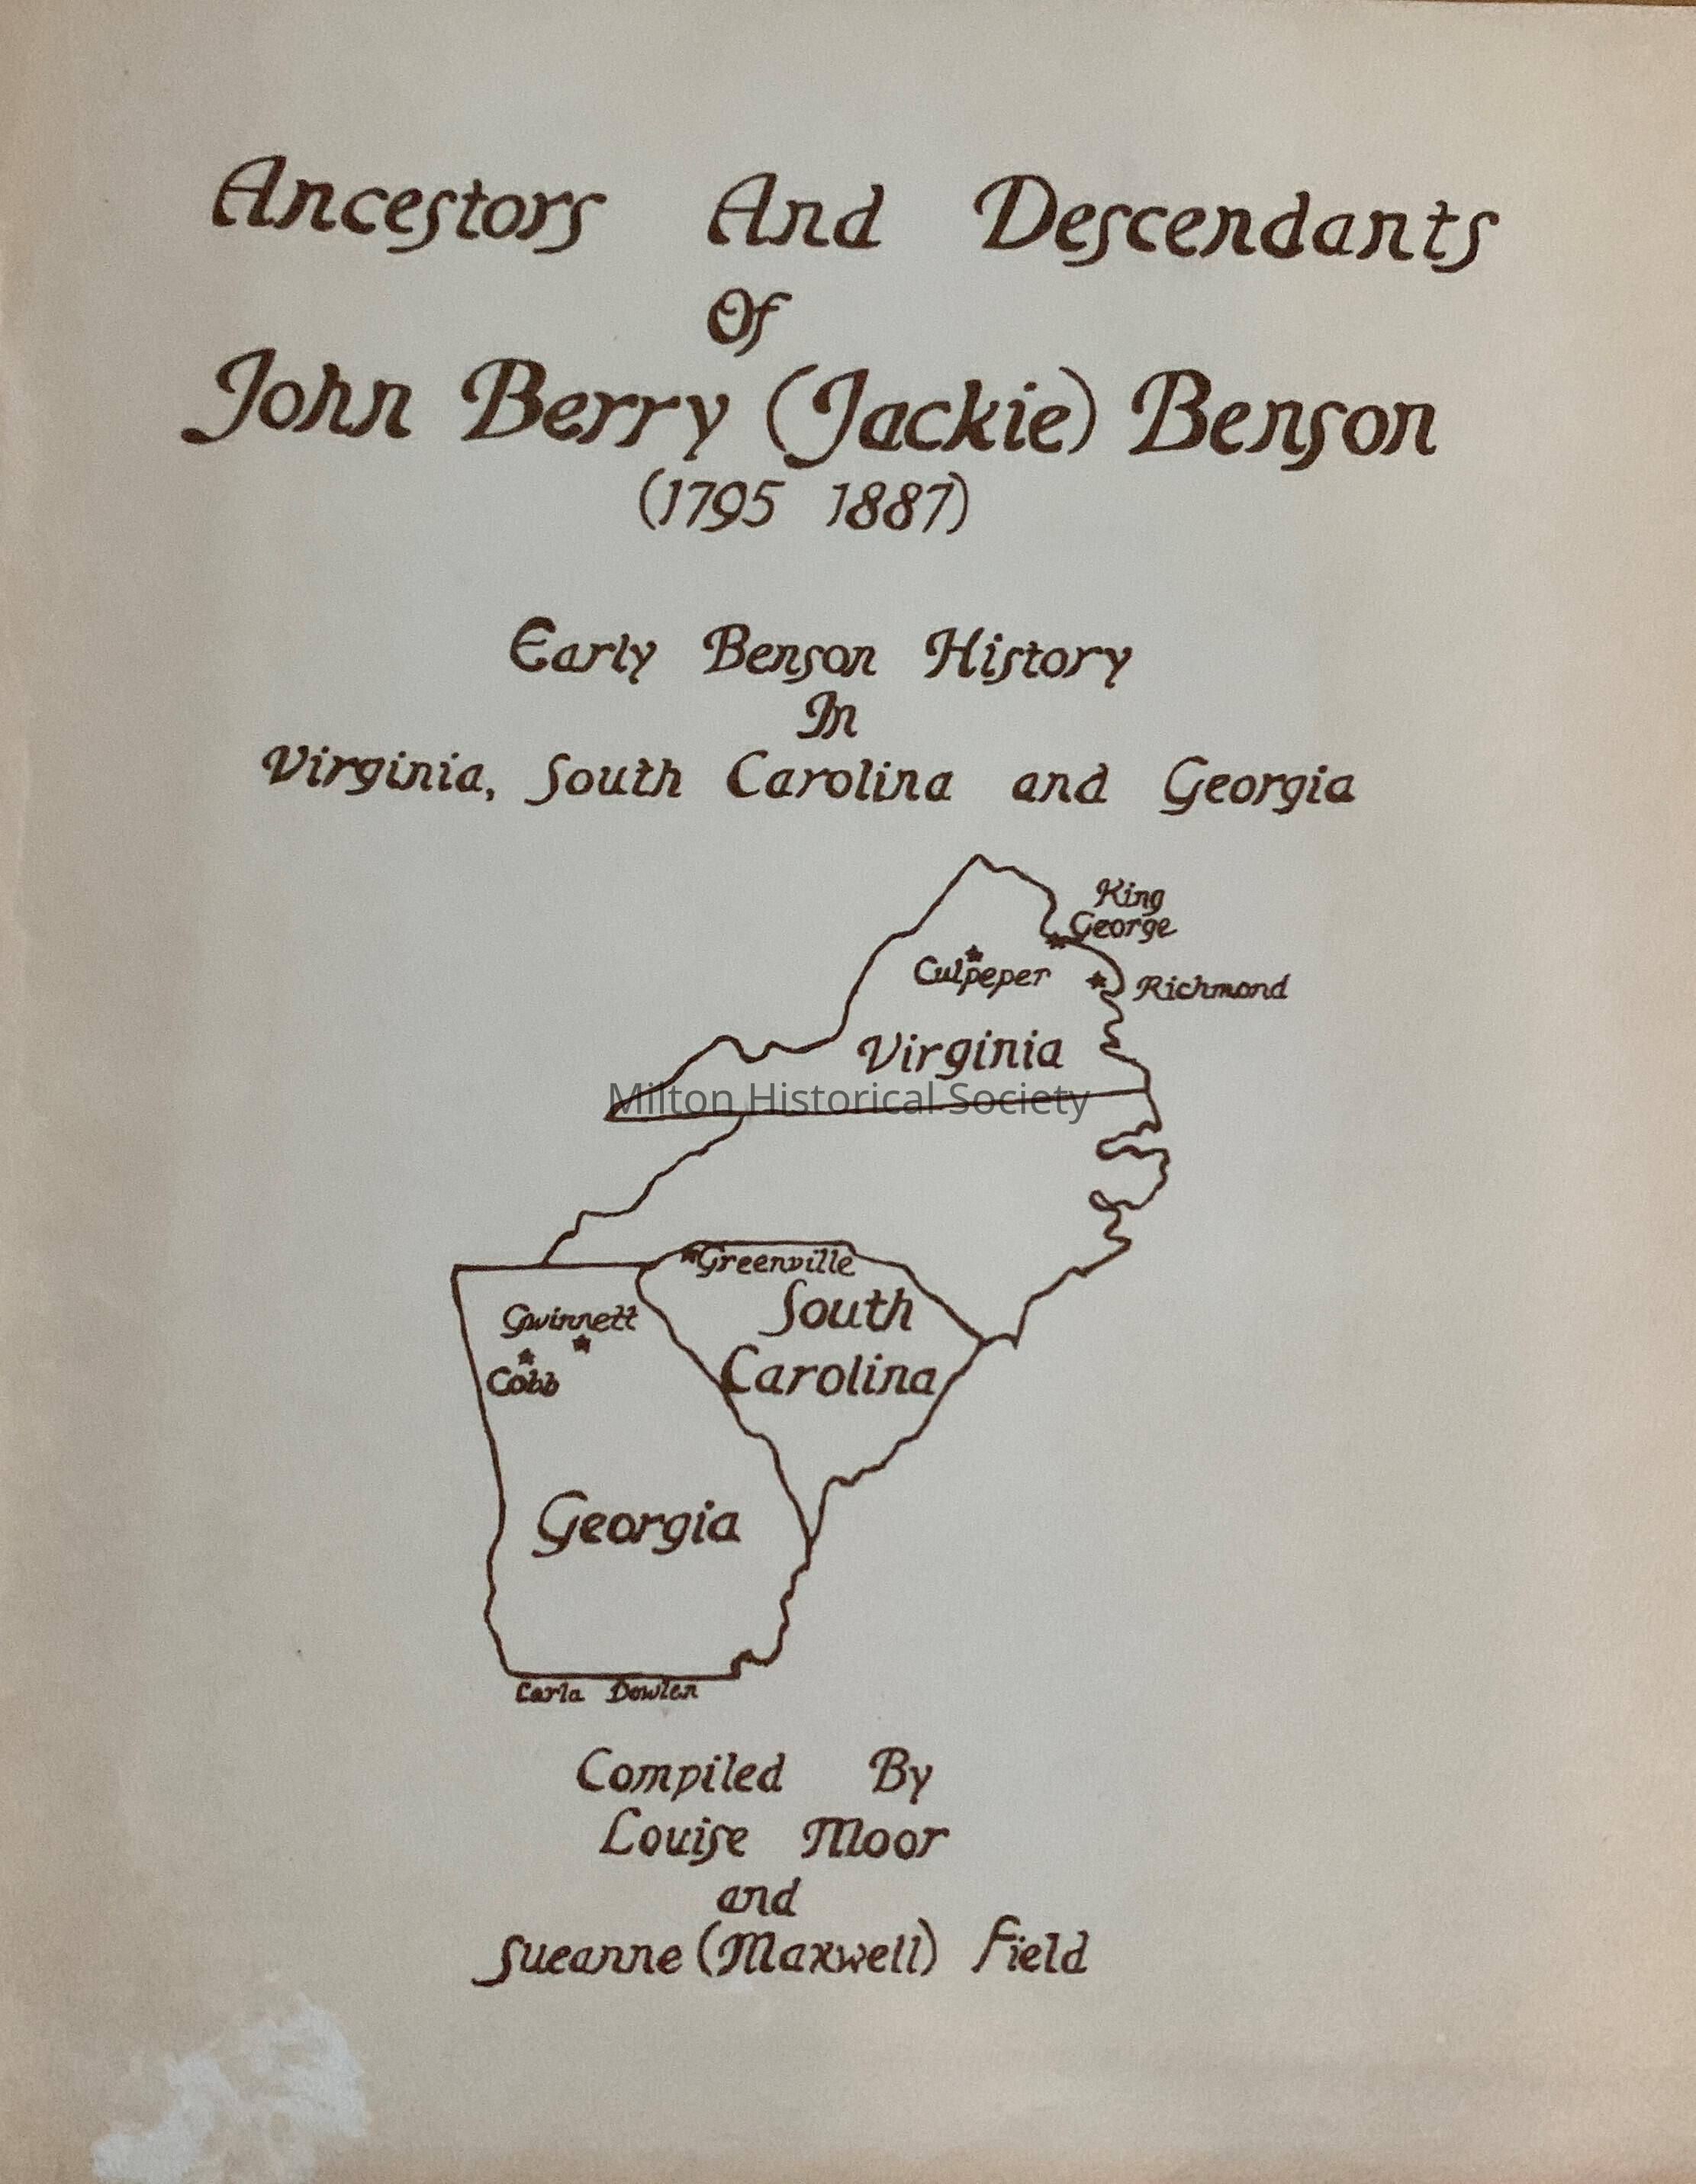 Ancestors And Descendants
Of
John Berry (Jackie) Benson
(1795 1887)
Early Benson History
In
Virginia, South Carolina and Georgia
King
George
Culpeper
Richmond
Virginia
Milton Historical Society
Greenville
South
Carolina
Gwinnett
Cobb
Georgia
Carla Dowlen
Compiled By
Louise Moor
and
Sueanne (Maxwell) Field